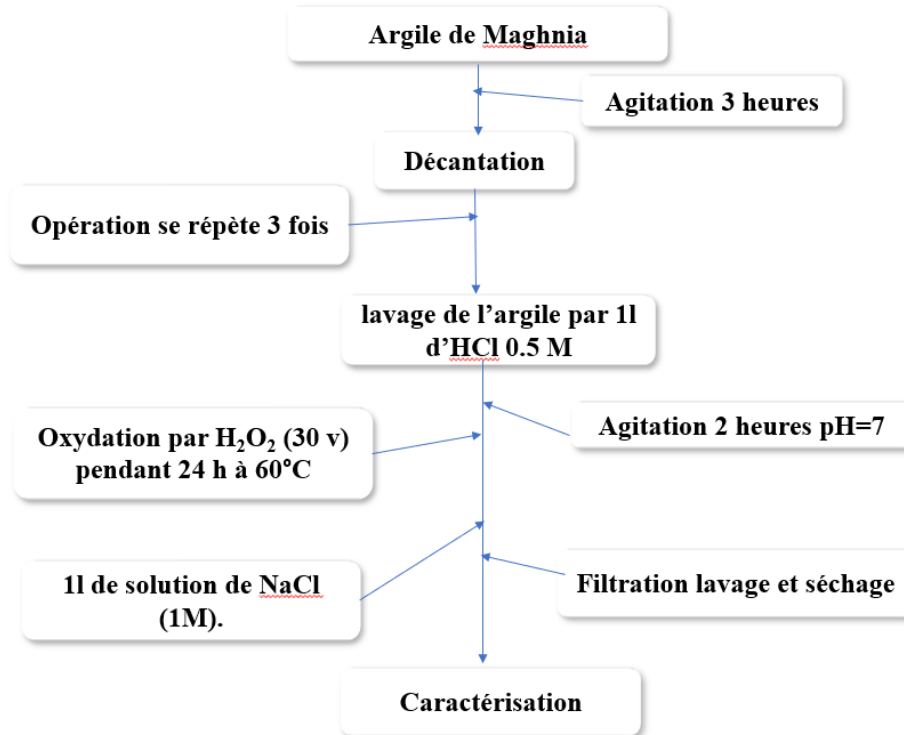 Argile de Maghnia
Agitation 3 heures
Décantation
Opération se répète 3 fois
lavage de l’argile par 1l
d’HCl 0.5 M
Agitation 2 heures pH=7
Oxydation par H₂O₂ (30 v)
pendant 24 h à 60°C
1l de solution de NaCl
(1M).
Filtration lavage et séchage
Caractérisation